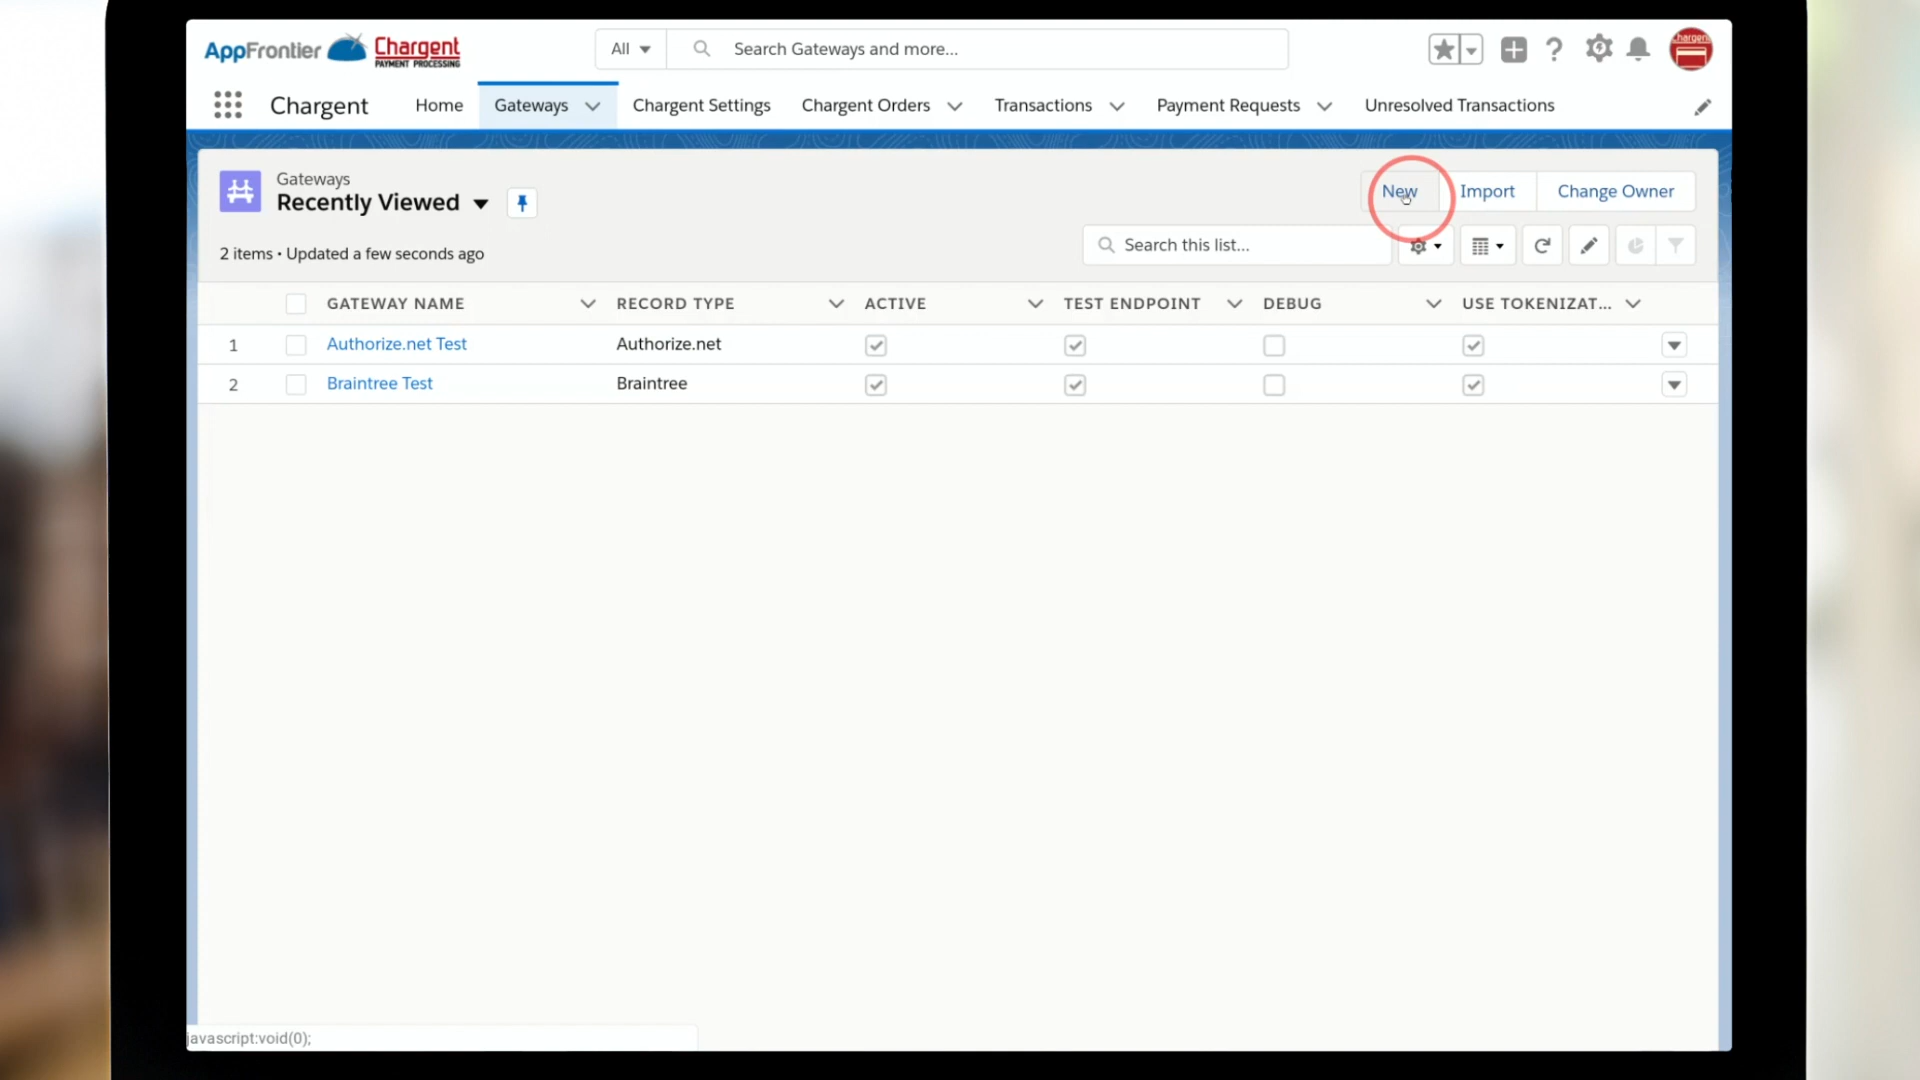 AppFrontier Chargent
PAYMENT PROCESSING
All
Search Gateways and more...
chargent
Chargent
Home
Gateways
Chargent Settings
Chargent Orders
Transactions
Payment Requests
Unresolved Transactions
Gateways
Recently Viewed
New
Import
Change Owner
2 items • Updated a few seconds ago
Search this list...
GATEWAY NAME RECORD TYPE ACTIVE TEST ENDPOINT DEBUG USE TOKENIZAT...
1 Authorize.net Test Authorize.net
2 Braintree Test Braintree
javascript:void(0);